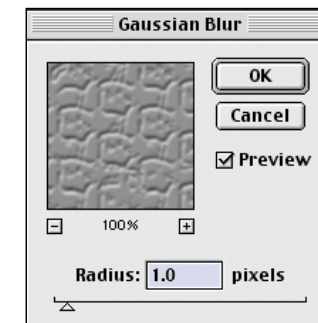 Gaussian Blur
OK
Cancel
Preview
100%
Radius: 1.0 pixels